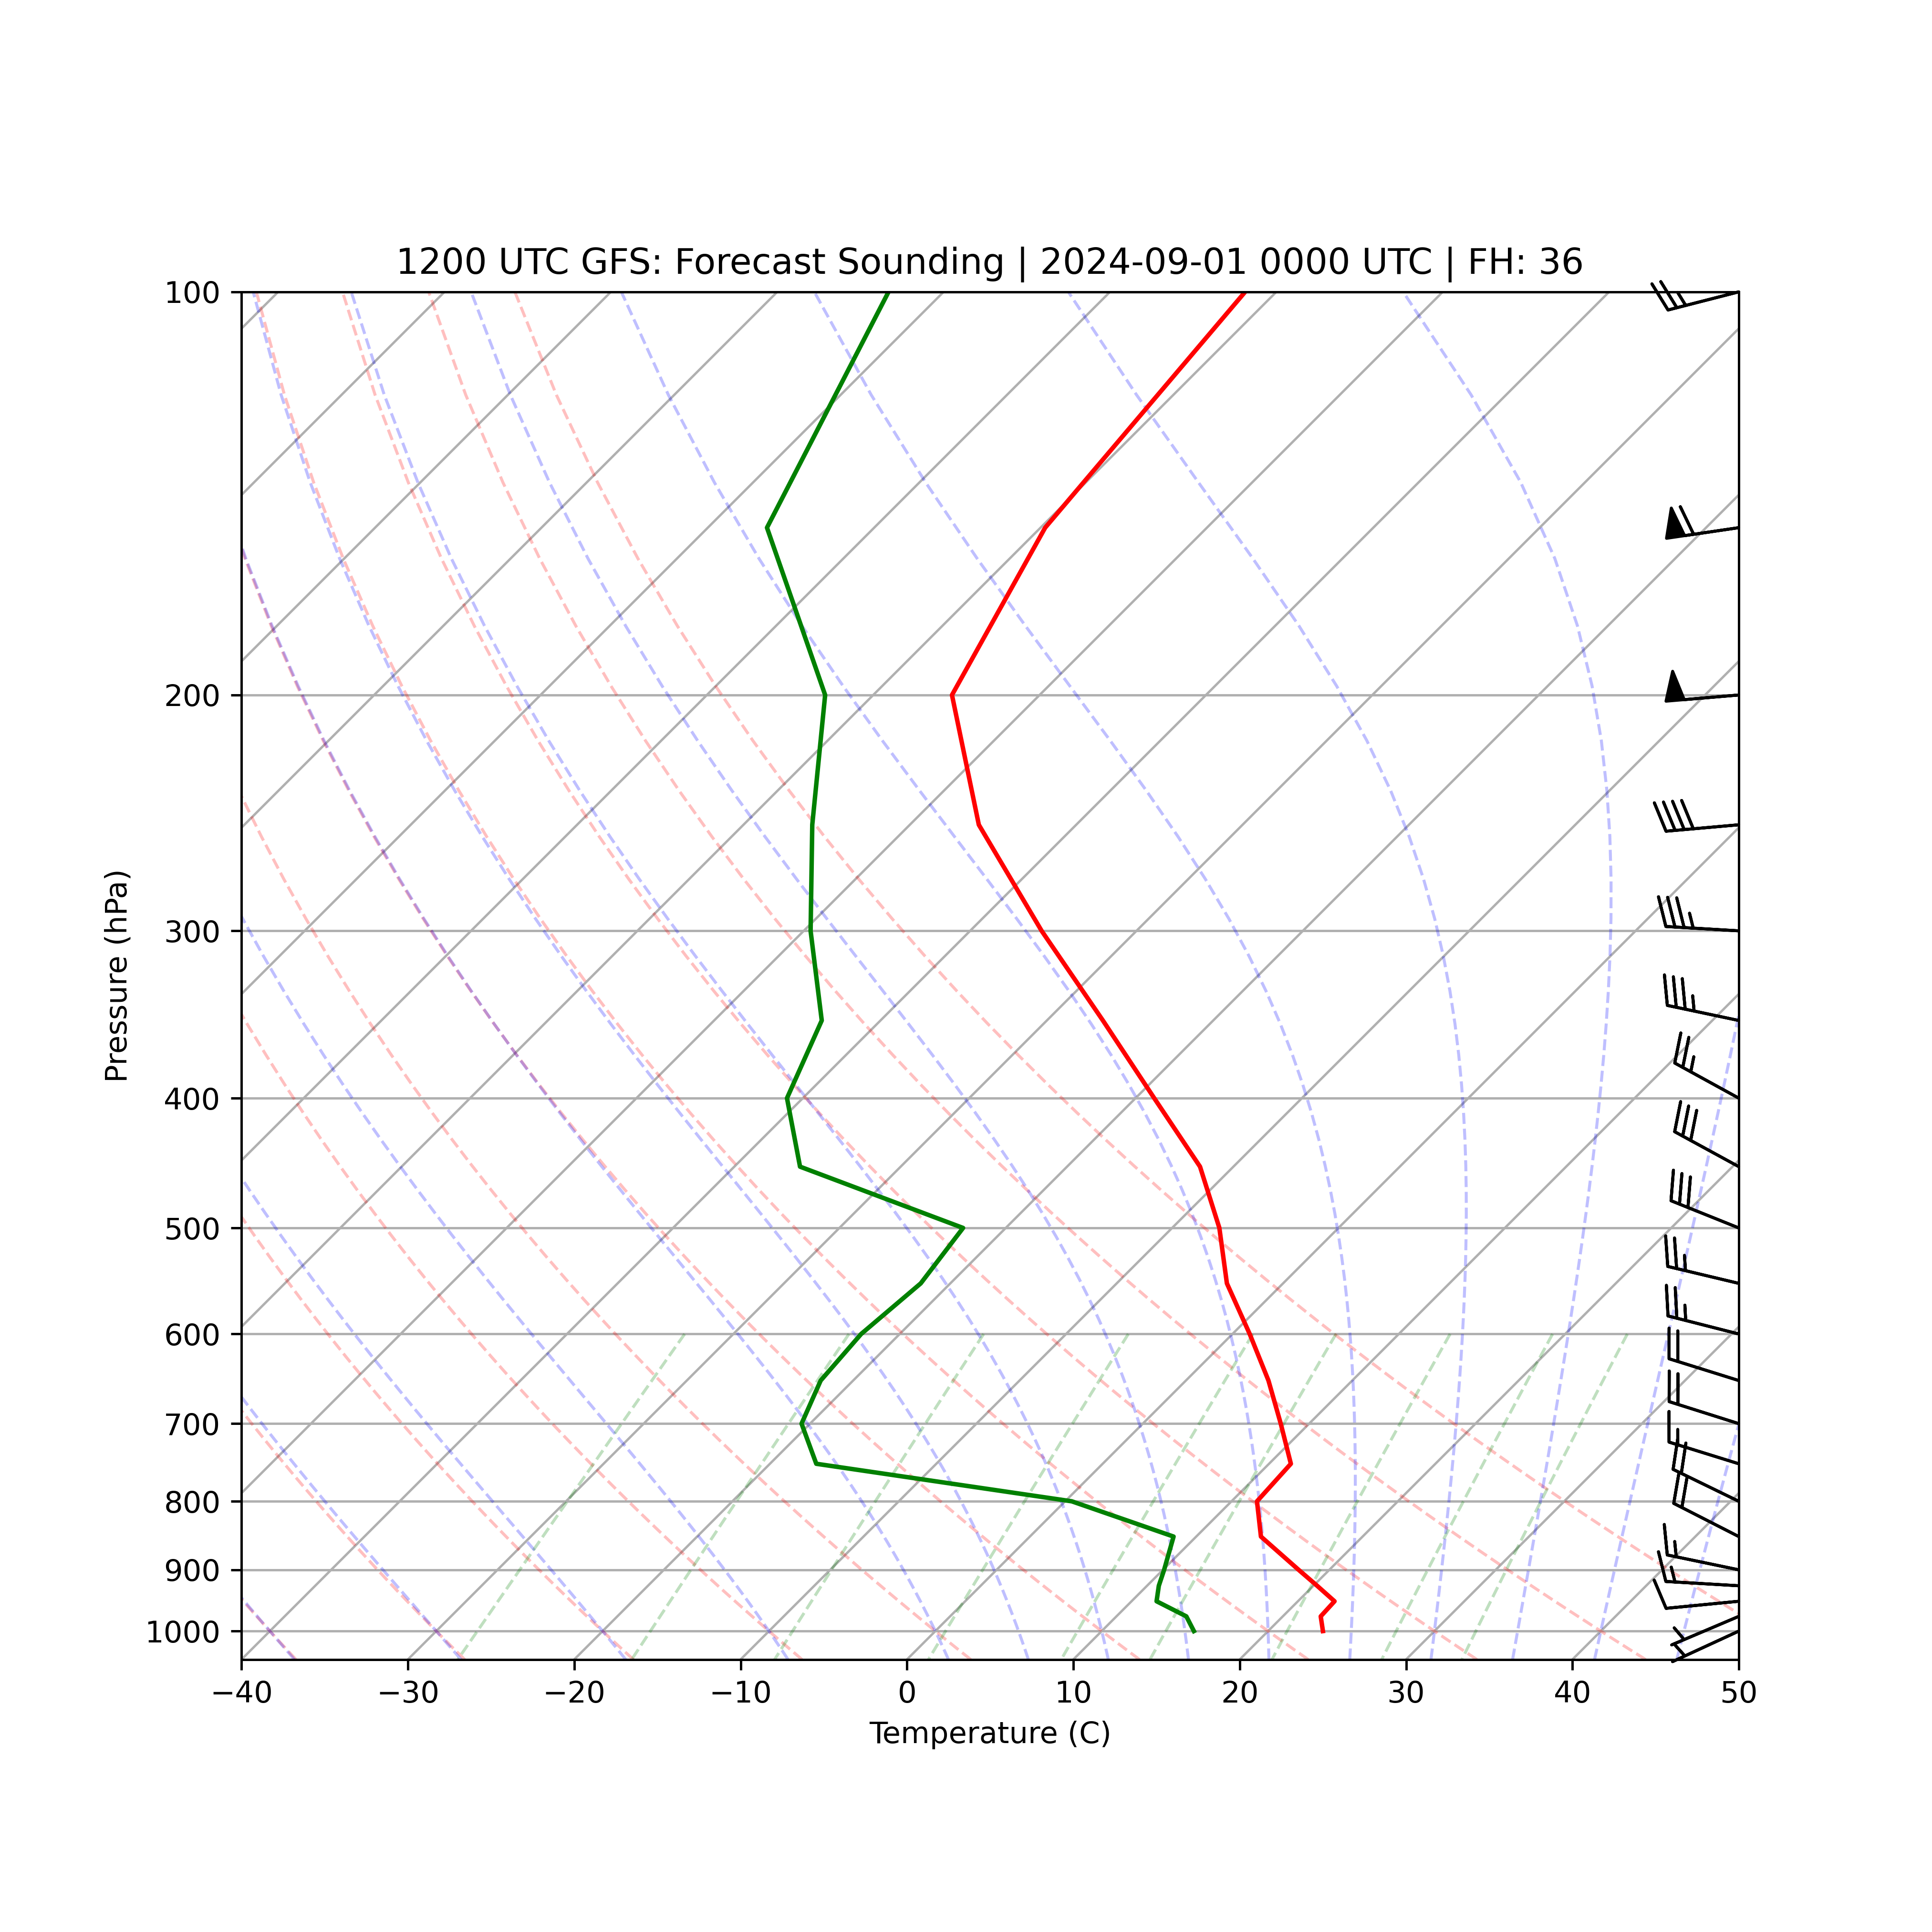 1200 UTC GFS: Forecast Sounding | 2024-09-01 0000 UTC | FH: 36
100
200
300
400
500
600
700
800
900
1000
Pressure (hPa)
−40 −30 −20 −10 0 10 20 30 40 50
Temperature (C)